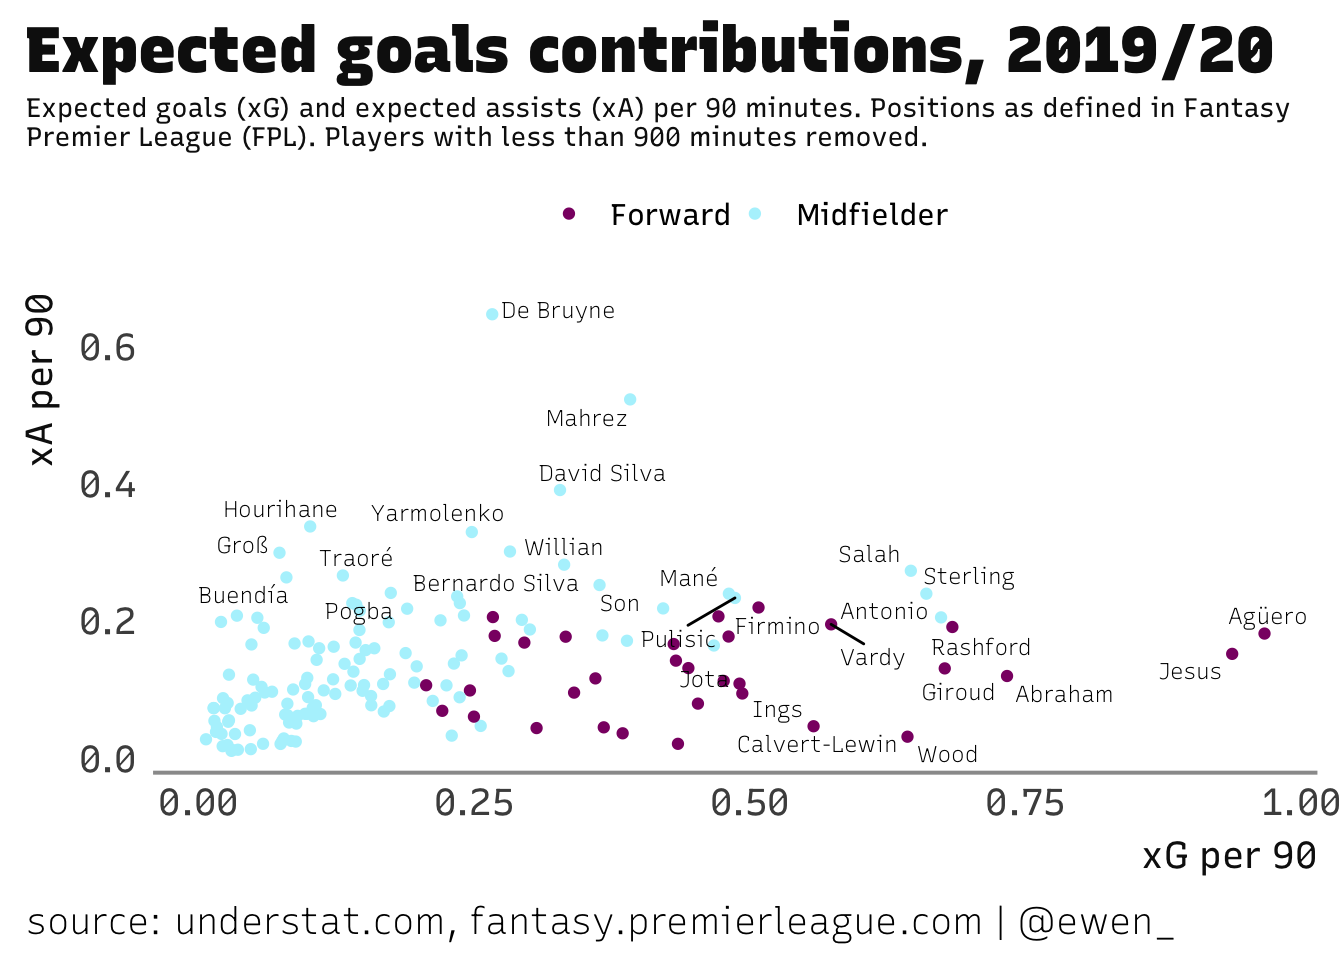 Expected goals contributions, 2019/20
Expected goals (xG) and expected assists (xA) per 90 minutes. Positions as defined in Fantasy
Premier League (FPL). Players with less than 900 minutes removed.
Forward
Midfielder
xA per 90
0.6
0.4
0.2
0.0
De Bruyne
Mahrez
David Silva
Hourihane
Yarmolenko
Groß
Willian
Traoré
Salah
Mané
Sterling
Bernardo Silva
Buendía
Son
Pogba
Antonio
Agüero
Firmino
Pulisic
Rashford
Vardy
Jesus
Jota
Giroud
Abraham
Ings
Calvert-Lewin
Wood
0.00
0.25
0.50
0.75
1.00
xG per 90
source: understat.com, fantasy.premierleague.com | @ewen_